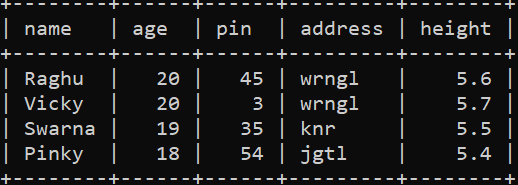 +--------+------+------+---------+--------+
| name   | age  | pin  | address | height |
+--------+------+------+---------+--------+
| Raghu  |   20 |   45 | wrngl   |    5.6 |
| Vicky  |   20 |    3 | wrngl   |    5.7 |
| Swarna |   19 |   35 | knr     |    5.5 |
| Pinky  |   18 |   54 | jgtl    |    5.4 |
+--------+------+------+---------+--------+